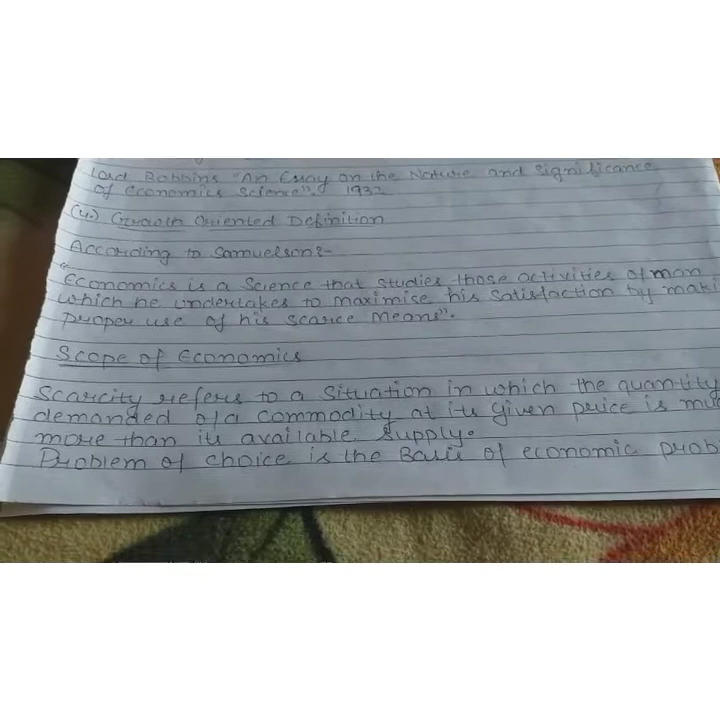 Lord Robbins "An Essay on the Nature and Significance
of Economics Science". 1932
(4.) Growth Oriented Definition
According to Samuelson:-
"Economics is a Science that studies those activities of man
which he undertakes to maximise his satisfaction by maki
proper use of his scarce Means".
Scope of Economics
Scarcity refers to a situation in which the quantity
demanded of a commodity at its given price is muc
more than its available supply.
Problem of choice is the Basis of economic prob